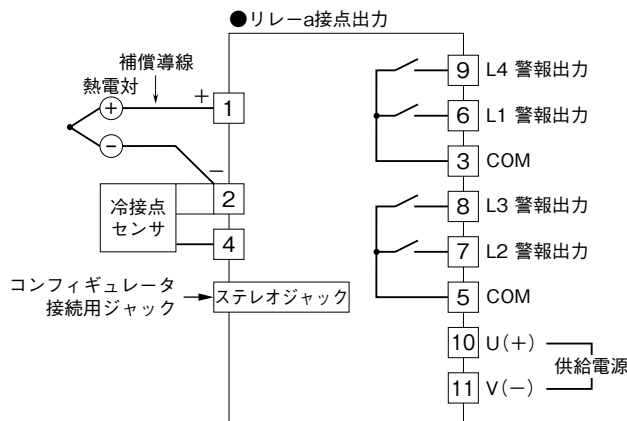 ●リレーa接点出力
補償導線
熱電対
+
+
−
−
1
2
4
冷接点
センサ
コンフィギュレータ
接続用ジャック
ステレオジャック
9 L4 警報出力
6 L1 警報出力
3 COM
8 L3 警報出力
7 L2 警報出力
5 COM
10 U(+)
11 V(−)
供給電源